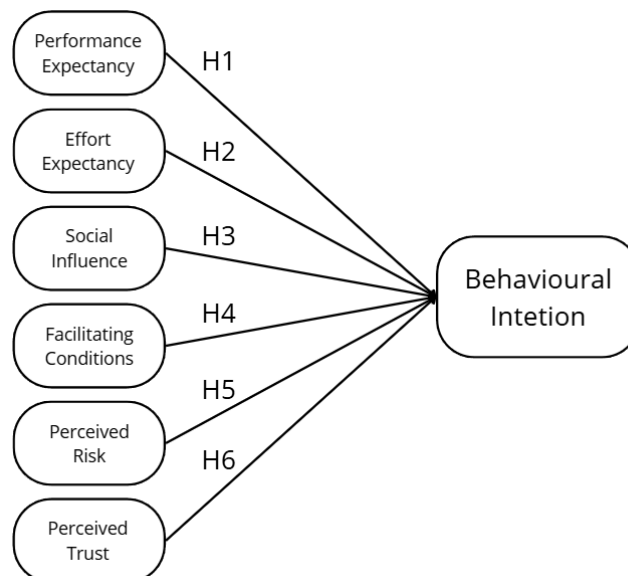 Performance
Expectancy
H1
Effort
Expectancy
H2
Social
Influence
H3
Facilitating
Conditions
H4
Perceived
Risk
H5
Perceived
Trust
H6
Behavioural
Intetion